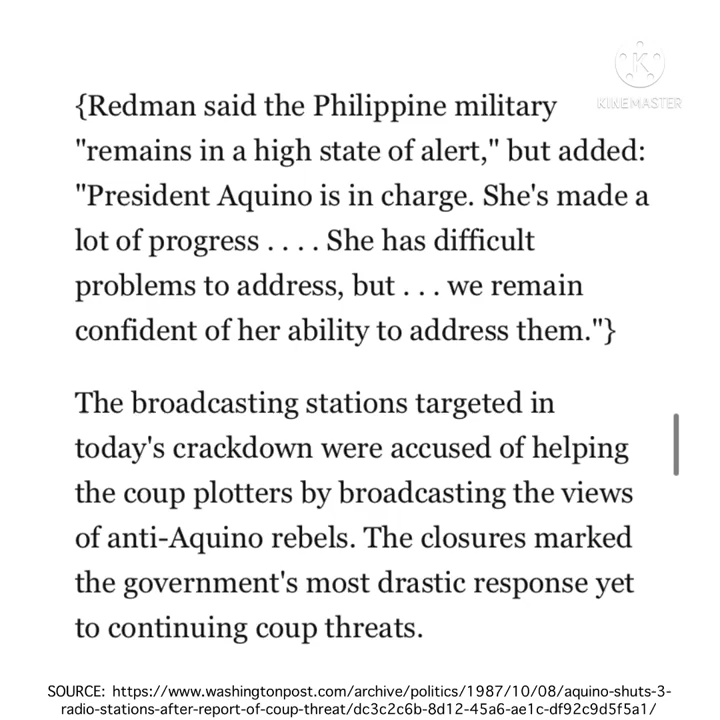 KINEMASTER
{Redman said the Philippine military
"remains in a high state of alert," but added:
"President Aquino is in charge. She's made a
lot of progress . . . . She has difficult
problems to address, but . . . we remain
confident of her ability to address them."}
The broadcasting stations targeted in
today's crackdown were accused of helping
the coup plotters by broadcasting the views
of anti-Aquino rebels. The closures marked
the government's most drastic response yet
to continuing coup threats.
SOURCE: https://www.washingtonpost.com/archive/politics/1987/10/08/aquino-shuts-3-
radio-stations-after-report-of-coup-threat/dc3c2c6b-8d12-45a6-ae1c-df92c9d5f5a1/